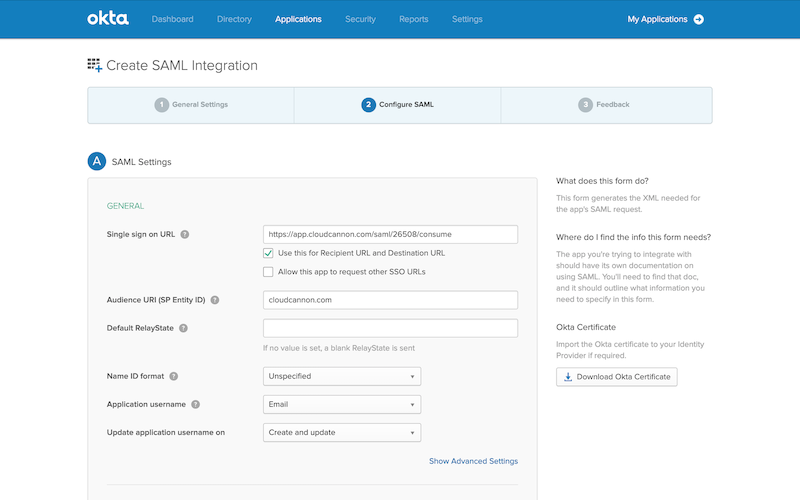 okta
Dashboard
Directory
Applications
Security
Reports
Settings
My Applications
Create SAML Integration
1 General Settings
2 Configure SAML
3 Feedback
A SAML Settings
GENERAL
Single sign on URL ?
https://app.cloudcannon.com/saml/26508/consume
Use this for Recipient URL and Destination URL
Allow this app to request other SSO URLs
Audience URI (SP Entity ID) ?
cloudcannon.com
Default RelayState ?
If no value is set, a blank RelayState is sent
Name ID format ?
Unspecified
Application username ?
Email
Update application username on
Create and update
Show Advanced Settings
What does this form do?
This form generates the XML needed for
the app's SAML request.
Where do I find the info this form needs?
The app you're trying to integrate with
should have its own documentation on
using SAML. You'll need to find that doc,
and it should outline what information you
need to specify in this form.
Okta Certificate
Import the Okta certificate to your Identity
Provider if required.
Download Okta Certificate